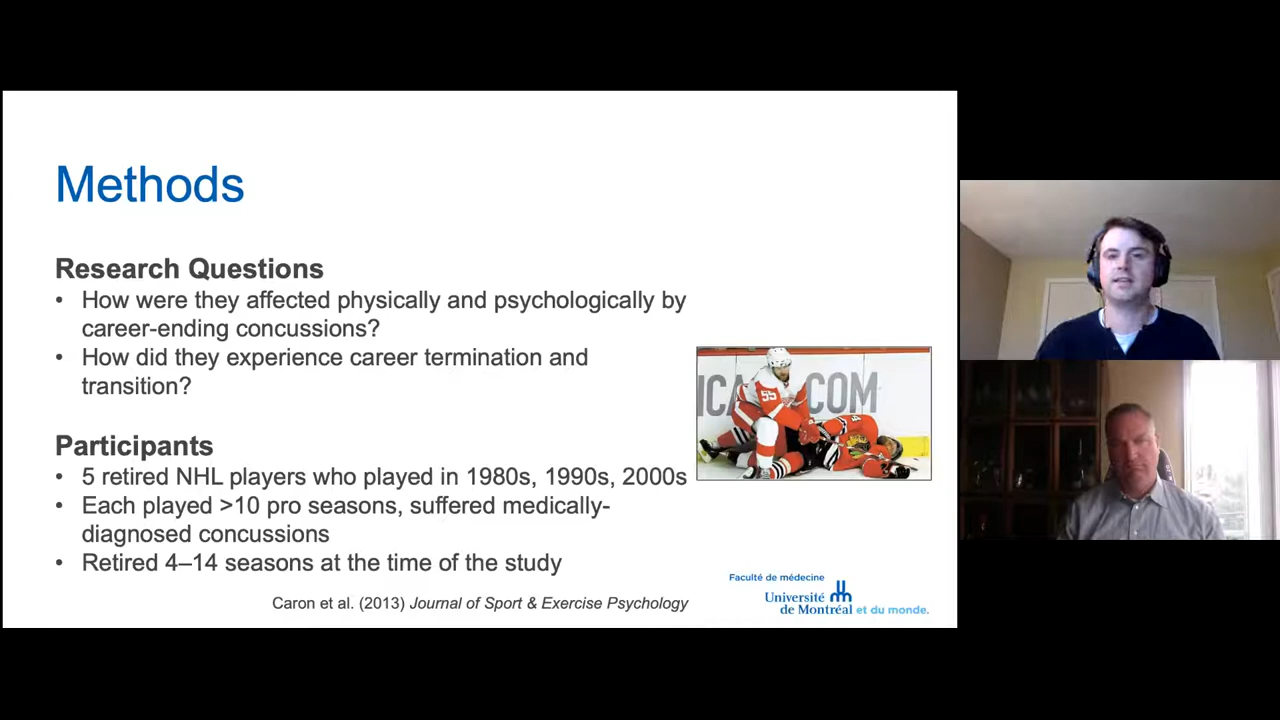 Methods
Research Questions
• How were they affected physically and psychologically by
career-ending concussions?
• How did they experience career termination and
transition?
Participants
• 5 retired NHL players who played in 1980s, 1990s, 2000s
• Each played >10 pro seasons, suffered medically-
diagnosed concussions
• Retired 4–14 seasons at the time of the study
Caron et al. (2013) Journal of Sport & Exercise Psychology
COM
55
Faculté de médecine
Université
de Montréal et du monde.